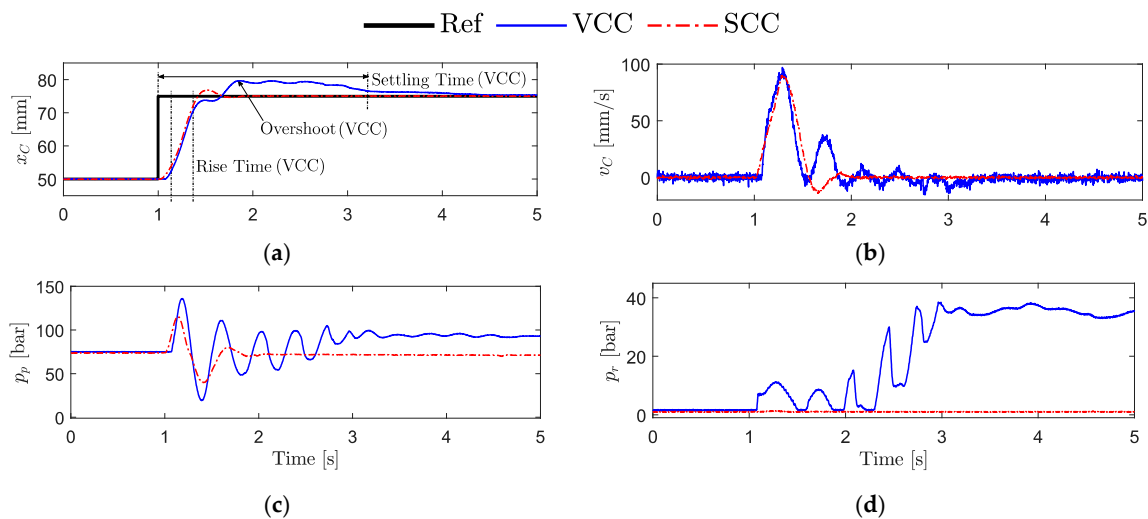 Ref VCC SCC
80
70
60
50
x_C [mm]
Settling Time (VCC)
Overshoot (VCC)
Rise Time (VCC)
0 1 2 3 4 5
(a)
100
50
0
v_C [mm/s]
0 1 2 3 4 5
(b)
150
100
50
0
p_p [bar]
0 1 2 3 4 5
Time [s]
(c)
40
20
0
p_r [bar]
0 1 2 3 4 5
Time [s]
(d)